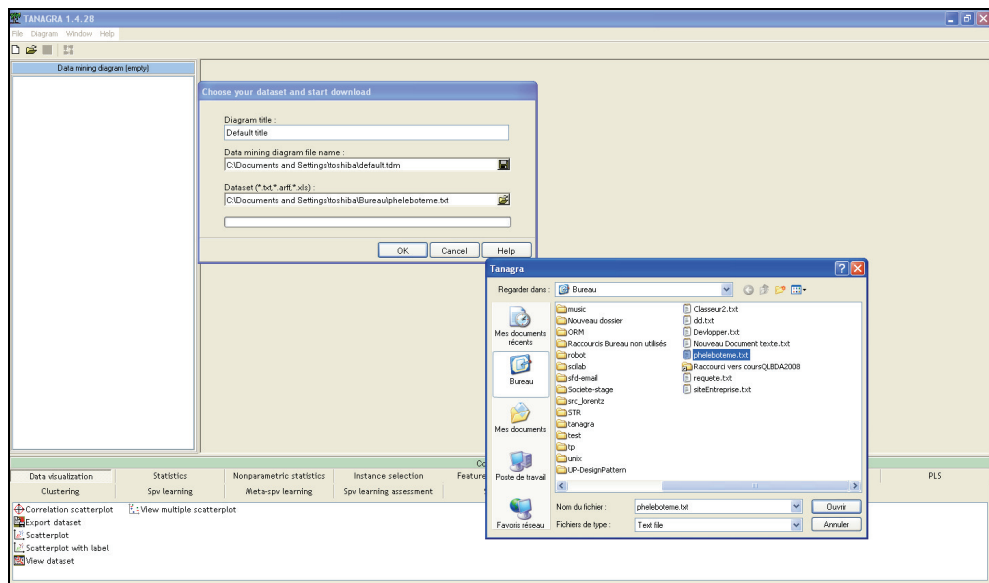 TANAGRA 1.4.28
File Diagram Window Help
Data mining diagram (empty)
Choose your dataset and start download
Diagram title :
Default title
Data mining diagram file name :
C:\Documents and Settings\toshiba\default.tdm
Dataset (*.txt,*.arff,*.xls) :
C:\Documents and Settings\toshiba\Bureau\pheleboteme.txt
OK Cancel Help
Tanagra
Regarder dans : Bureau
Mes documents récents
Bureau
Mes documents
Poste de travail
Favoris réseau
music
Nouveau dossier
ORM
Raccourcis Bureau non utilisés
robot
scilab
sfd-email
Societe-stage
src_lorentz
STR
tanagra
test
tp
unix
UP-DesignPattern
Classeur2.txt
dd.txt
Devlopper.txt
Nouveau Document texte.txt
pheleboteme.txt
Raccourci vers coursQLBDA2008
requete.txt
siteEntreprise.txt
Nom du fichier : pheleboteme.txt Ouvrir
Fichiers de type : Text file Annuler
Co
Data visualization Statistics Nonparametric statistics Instance selection Feature PLS
Clustering Spv learning Meta-spv learning Spv learning assessment S
Correlation scatterplot View multiple scatterplot
Export dataset
Scatterplot
Scatterplot with label
View dataset